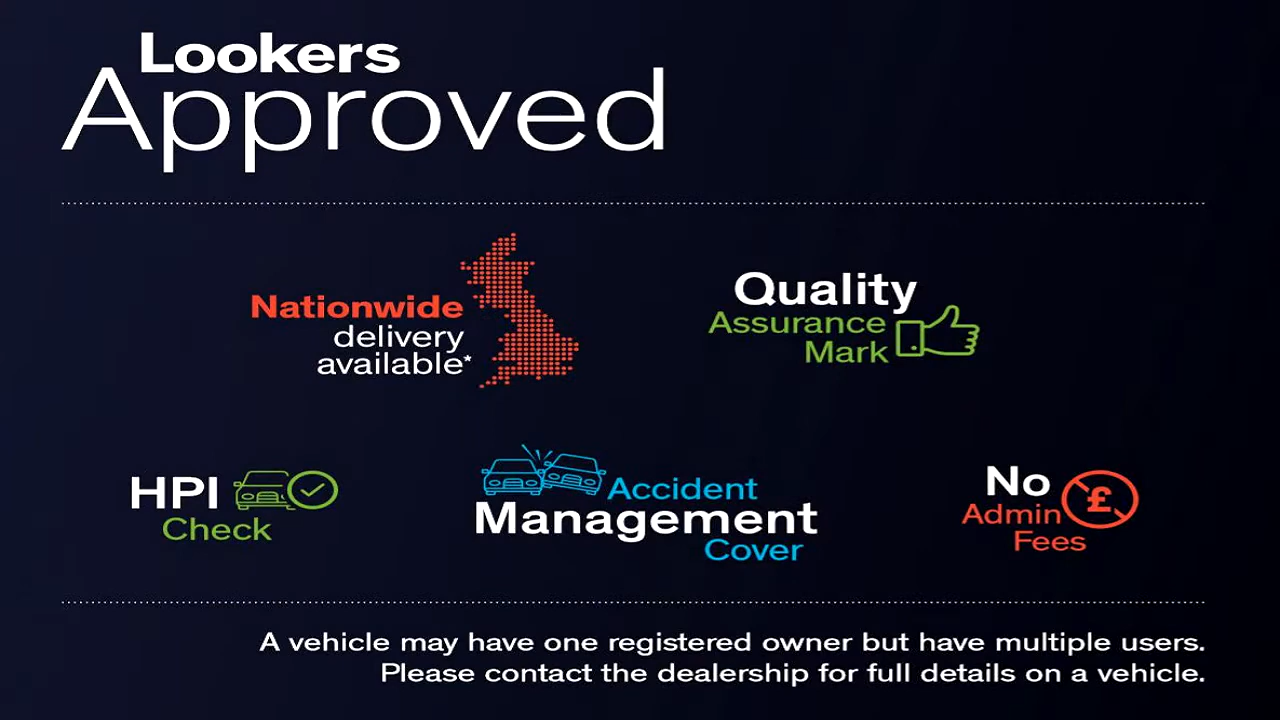 Lookers
Approved
Nationwide
delivery
available*
Quality
Assurance
Mark
HPI
Check
Accident
Management
Cover
No
Admin
£
Fees
A vehicle may have one registered owner but have multiple users.
Please contact the dealership for full details on a vehicle.